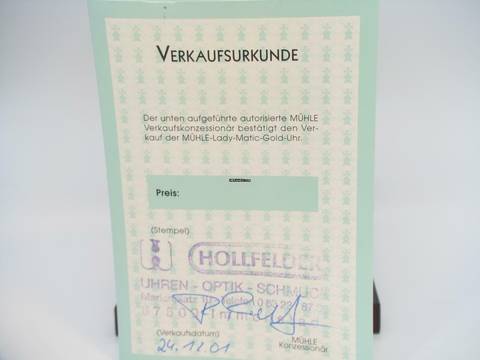 VERKAUFSURKUNDE
Der unten aufgeführte autorisierte MÜHLE
Verkaufskonzessionär bestätigt den Ver-
kauf der MÜHLE-Lady-Matic-Gold-Uhr.
Preis:
(Stempel)
HOLLFELDER
UHREN - OPTIK - SCHMUCK
(Verkaufsdatum)
MÜHLE
Konzessionär
24.12.01